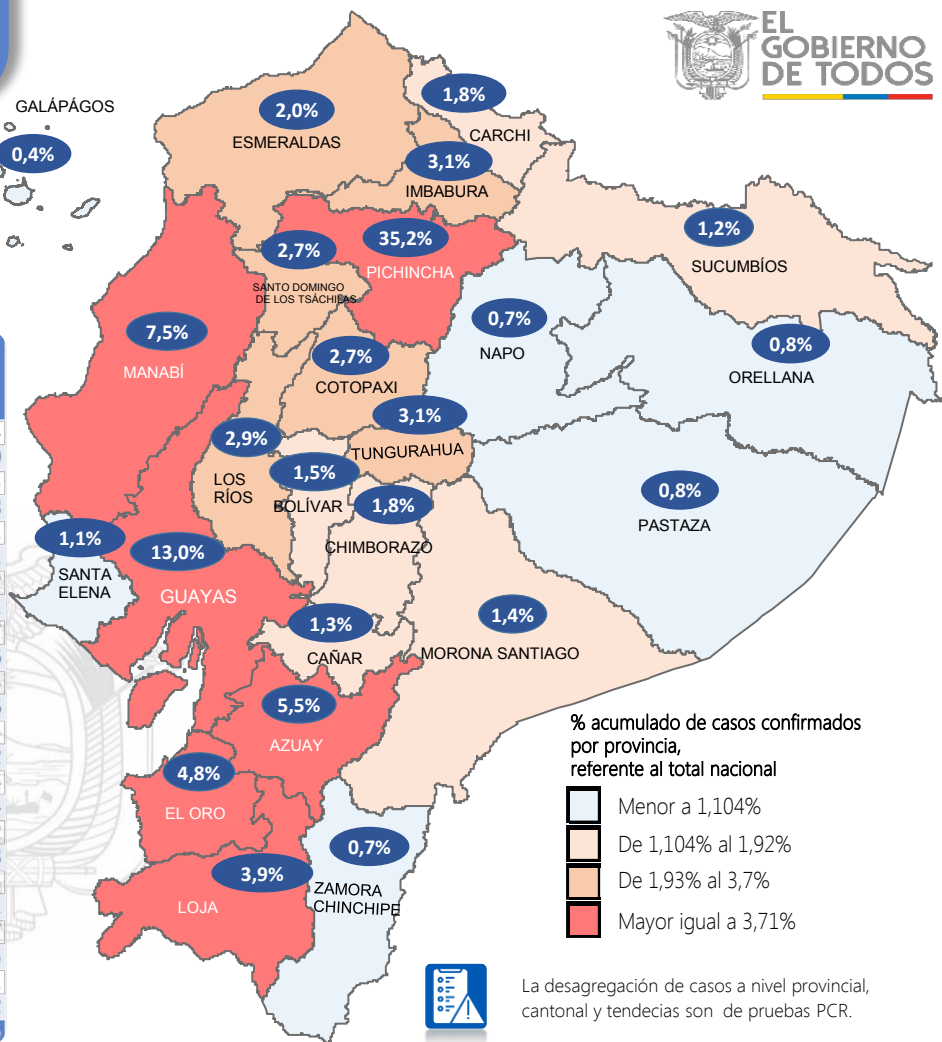 EL
GOBIERNO
DE TODOS
GALÁPÁGOS
0,4%
2,0%
ESMERALDAS
1,8%
CARCHI
3,1%
IMBABURA
1,2%
SUCUMBÍOS
2,7%
SANTO DOMINGO
DE LOS TSÁCHILAS
35,2%
PICHINCHA
7,5%
MANABÍ
0,7%
NAPO
0,8%
ORELLANA
2,7%
COTOPAXI
3,1%
TUNGURAHUA
2,9%
LOS
RÍOS
1,5%
BOLÍVAR
1,8%
CHIMBORAZO
0,8%
PASTAZA
1,1%
SANTA
ELENA
13,0%
GUAYAS
1,3%
CAÑAR
1,4%
MORONA SANTIAGO
5,5%
AZUAY
4,8%
EL ORO
3,9%
LOJA
0,7%
ZAMORA
CHINCHIPE
% acumulado de casos confirmados
por provincia,
referente al total nacional
Menor a 1,104%
De 1,104% al 1,92%
De 1,93% al 3,7%
Mayor igual a 3,71%
La desagregación de casos a nivel provincial,
cantonal y tendecias son de pruebas PCR.